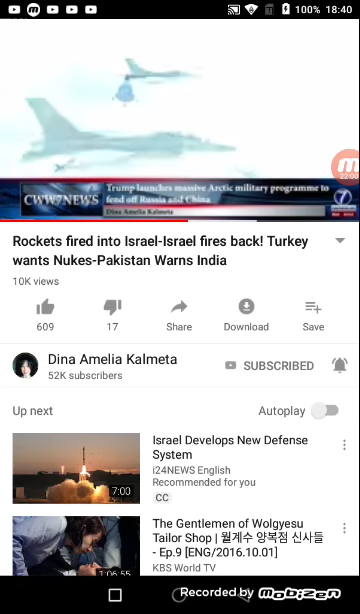 100% 18:40
22:00
CWW7NEWS
Trump launches massive Arctic military programme to
fend off Russia and China
Dina Amelia Kalmeta
7
Rockets fired into Israel-Israel fires back! Turkey
wants Nukes-Pakistan Warns India
10K views
609
17
Share
Download
Save
Dina Amelia Kalmeta
52K subscribers
SUBSCRIBED
Up next
Autoplay
7:00
Israel Develops New Defense
System
i24NEWS English
Recommended for you
CC
1:06:55
The Gentlemen of Wolgyesu
Tailor Shop | 월계수 양복점 신사들
- Ep.9 [ENG/2016.10.01]
KBS World TV
Recorded by Mobizen